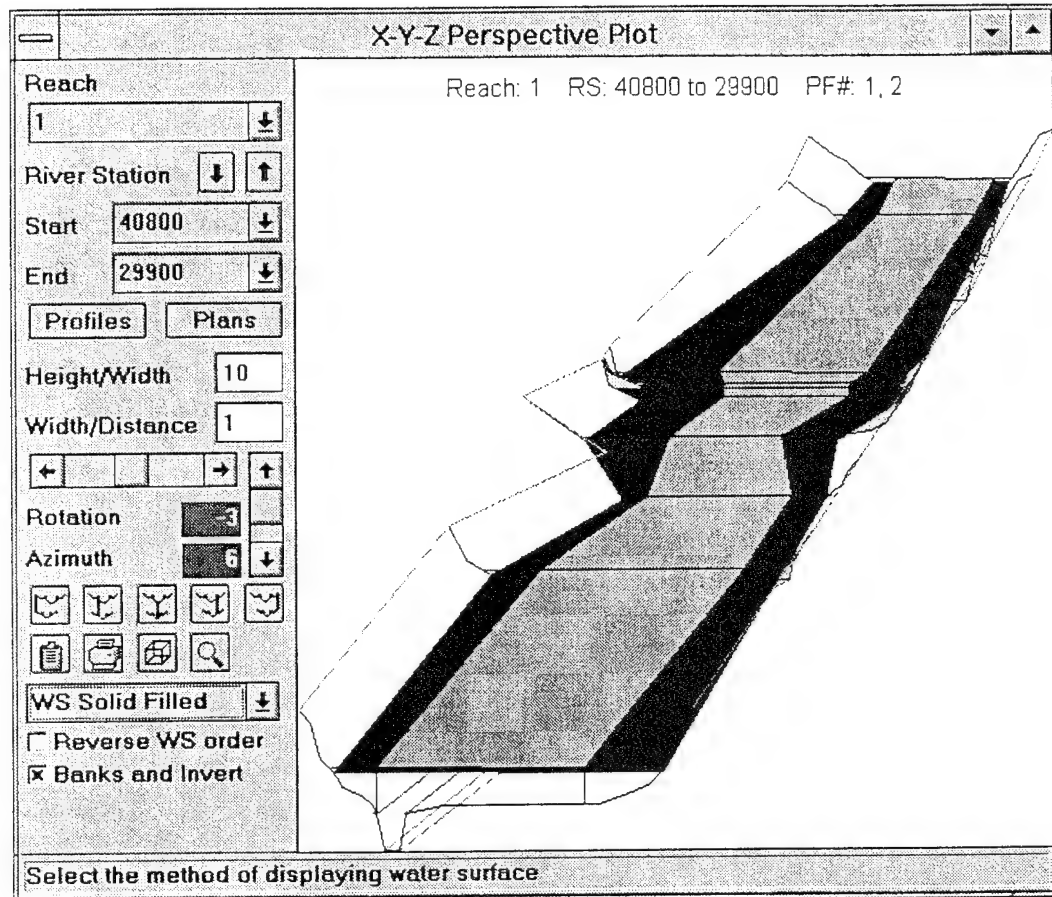 X-Y-Z Perspective Plot
Reach
1
River Station
Start 40800
End 29900
Profiles Plans
Height/Width 10
Width/Distance 1
Rotation -3
Azimuth 6
WS Solid Filled
Reverse WS order
Banks and Invert
Reach: 1 RS: 40800 to 29900 PF#: 1, 2
Select the method of displaying water surface